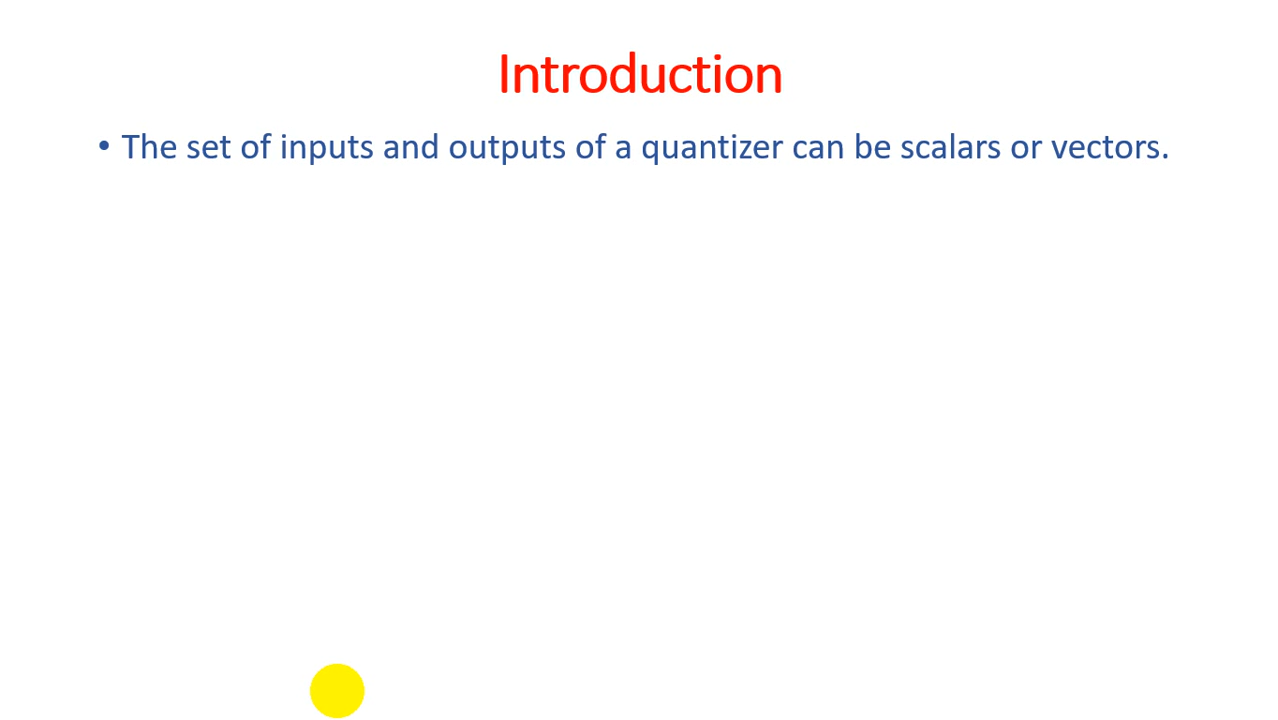 Introduction
• The set of inputs and outputs of a quantizer can be scalars or vectors.